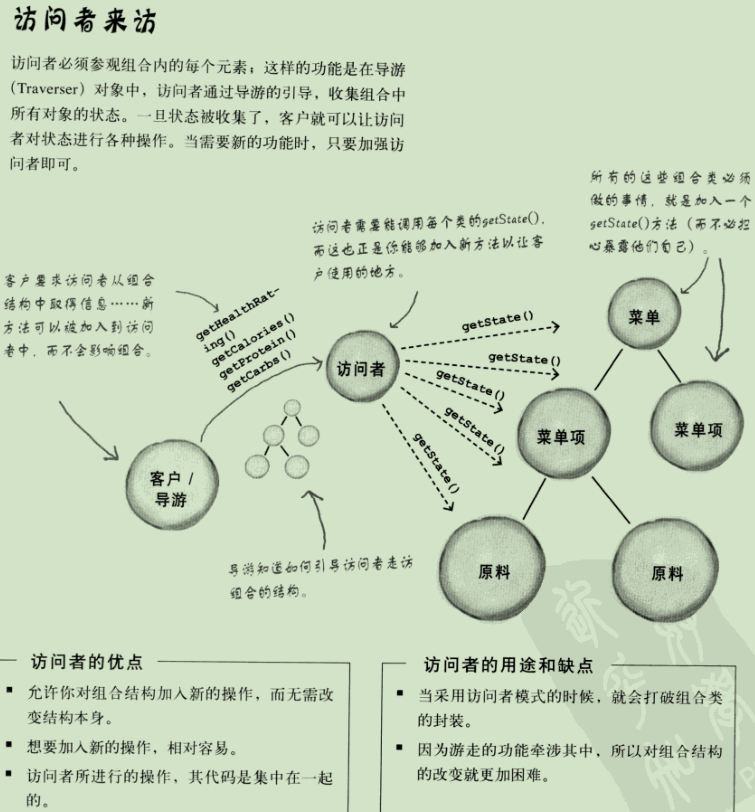 访问者来访
访问者必须参观组合内的每个元素；这样的功能是在导游
（Traverser）对象中，访问者通过导游的引导，收集组合中
所有对象的状态。一旦状态被收集了，客户就可以让访问
者对状态进行各种操作。当需要新的功能时，只要加强访
问者即可。
所有的这些组合类必须
做的事情，就是加入一个
getState()方法（而不必担
心暴露他们自己）。
访问者需要能调用每个类的getState()，
而这也正是你能够加入新方法以让客
户使用的地方。
客户要求访问者从组合
结构中取得信息……新
方法可以被加入到访问
者中，而不会影响组合。
getHealthRat-
ing()
getCalories()
getProtein()
getCarbs()
访问者
getState()
getState()
getState()
getState()
getState()
菜单
菜单项
菜单项
客户 /
导游
原料
原料
导游知道如何引导访问者走访
组合的结构。
访问者的优点
▪ 允许你对组合结构加入新的操作，而无需改
变结构本身。
▪ 想要加入新的操作，相对容易。
▪ 访问者所进行的操作，其代码是集中在一起
的。
访问者的用途和缺点
▪ 当采用访问者模式的时候，就会打破组合类
的封装。
▪ 因为游走的功能牵涉其中，所以对组合结构
的改变就更加困难。